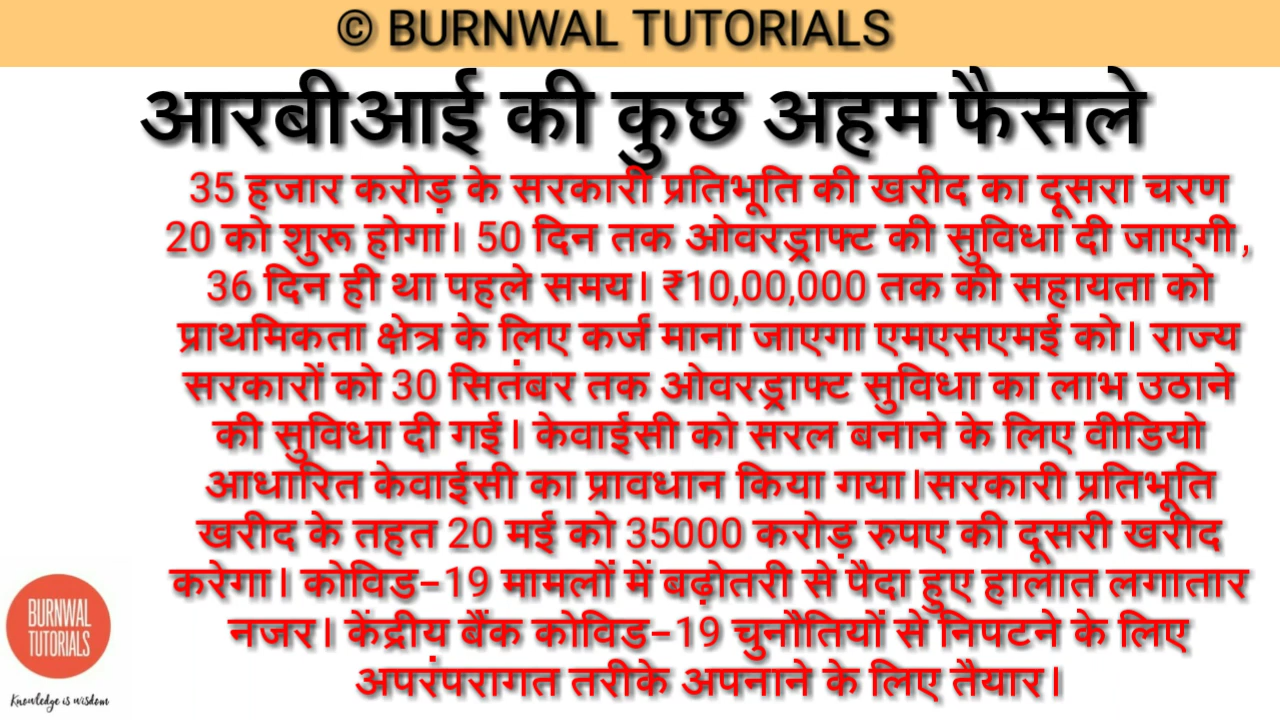 © BURNWAL TUTORIALS
आरबीआई की कुछ अहम फैसले
35 हजार करोड़ के सरकारी प्रतिभूति की खरीद का दूसरा चरण
20 को शुरू होगा। 50 दिन तक ओवरड्राफ्ट की सुविधा दी जाएगी,
36 दिन ही था पहले समय। ₹10,00,000 तक की सहायता को
प्राथमिकता क्षेत्र के लिए कर्ज माना जाएगा एमएसएमई को। राज्य
सरकारों को 30 सितंबर तक ओवरड्राफ्ट सुविधा का लाभ उठाने
की सुविधा दी गई। केवाईसी को सरल बनाने के लिए वीडियो
आधारित केवाईसी का प्रावधान किया गया।सरकारी प्रतिभूति
खरीद के तहत 20 मई को 35000 करोड़ रुपए की दूसरी खरीद
करेगा। कोविड-19 मामलों में बढ़ोतरी से पैदा हुए हालात लगातार
नजर। केंद्रीय बैंक कोविड-19 चुनौतियों से निपटने के लिए
अपरंपरागत तरीके अपनाने के लिए तैयार।
BURNWAL
TUTORIALS
Knowledge is wisdom